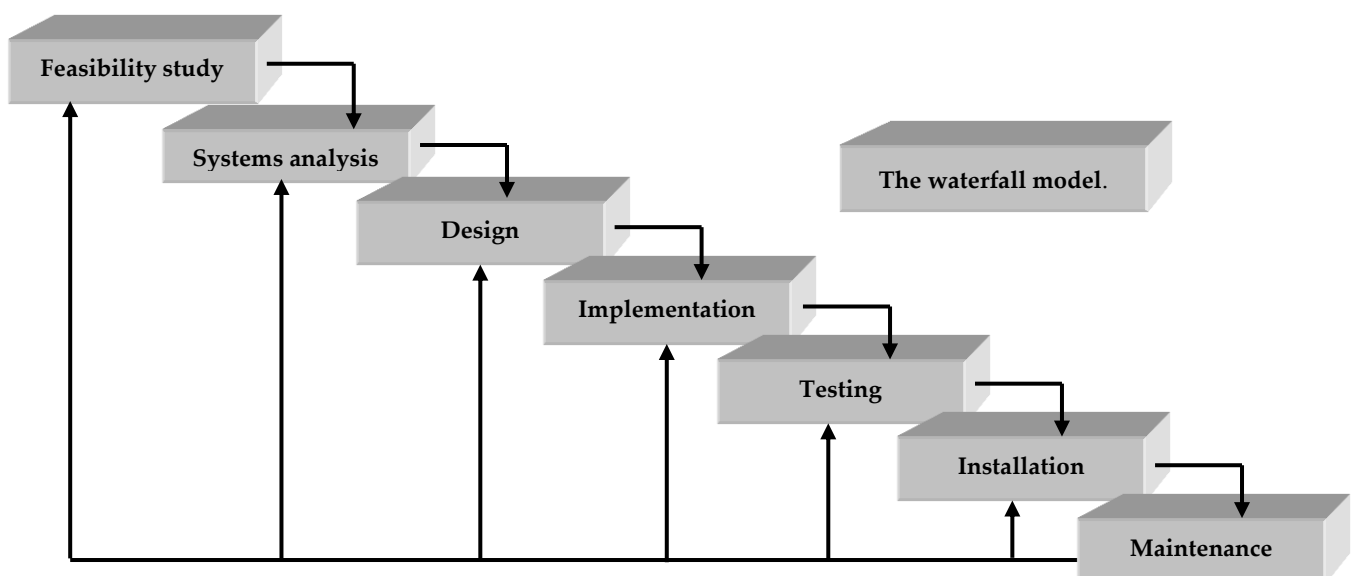 Feasibility study
Systems analysis
The waterfall model.
Design
Implementation
Testing
Installation
Maintenance